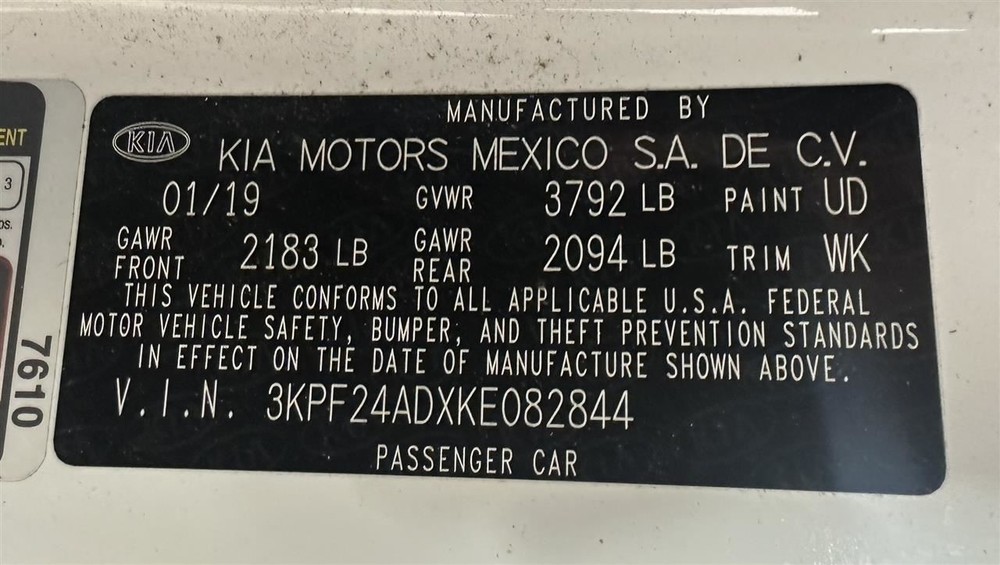 MANUFACTURED BY
KIA KIA MOTORS MEXICO S.A. DE C.V.
01/19 GVWR 3792 LB PAINT UD
GAWR FRONT 2183 LB GAWR REAR 2094 LB TRIM WK
THIS VEHICLE CONFORMS TO ALL APPLICABLE U.S.A. FEDERAL
MOTOR VEHICLE SAFETY, BUMPER, AND THEFT PREVENTION STANDARDS
IN EFFECT ON THE DATE OF MANUFACTURE SHOWN ABOVE.
V.I.N. 3KPF24ADXKE082844
PASSENGER CAR
3
7610